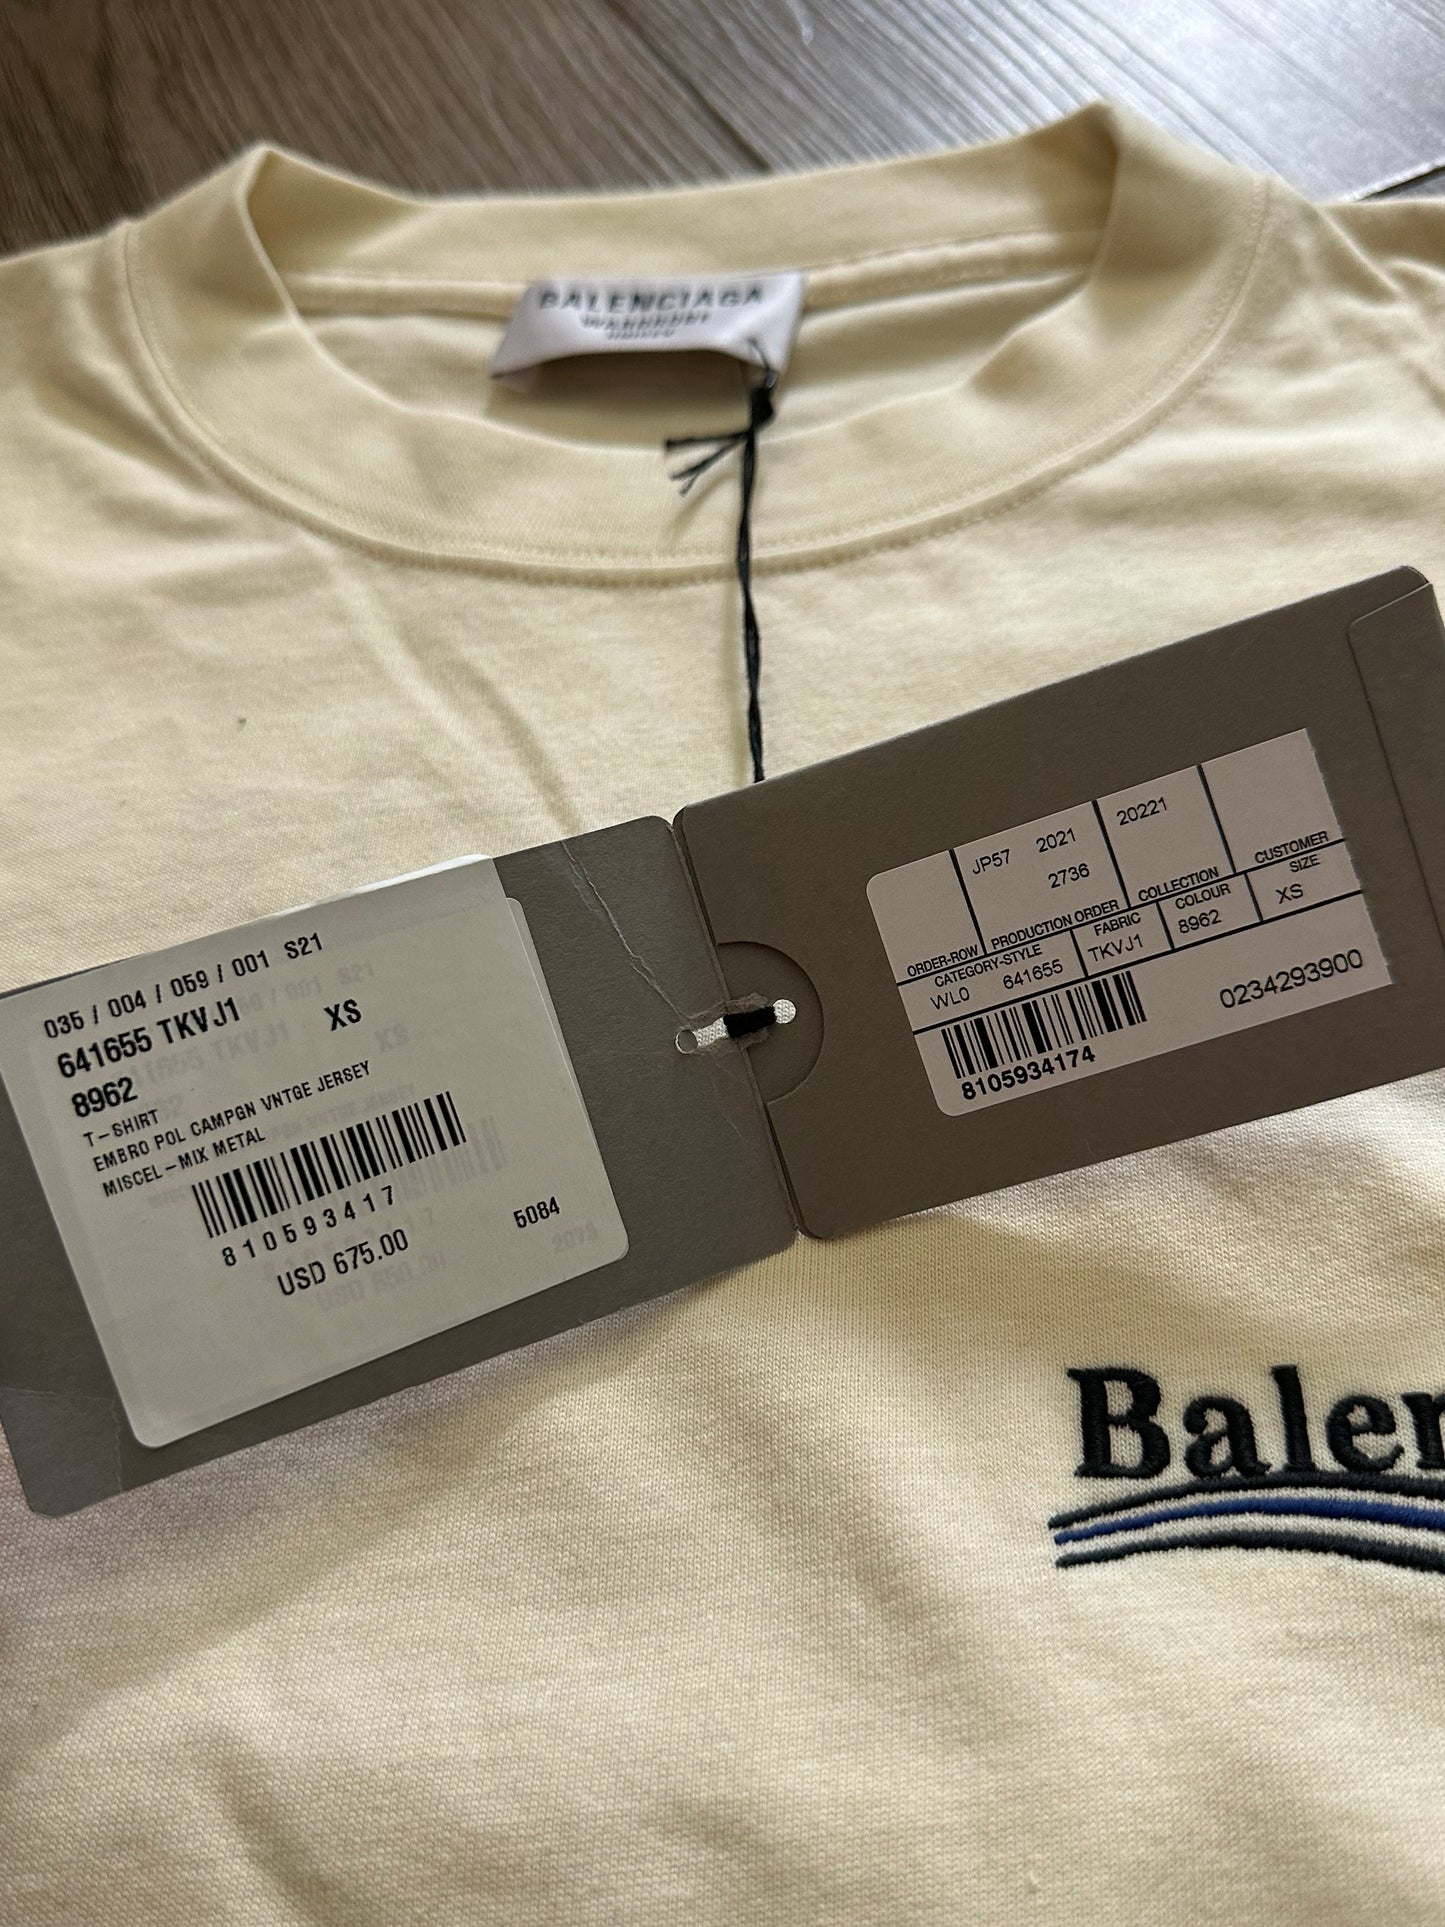 BALENCIAGA
035 / 004 / 059 / 001 S21
641655 TKVJ1 XS
8962
T-SHIRT
EMBRO POL CAMPGN VNTGE JERSEY
MISCEL-MIX METAL
810593417
5084
USD 675.00
JP57 2021 20221
2736
ORDER-ROW PRODUCTION ORDER COLLECTION CUSTOMER
CATEGORY-STYLE FABRIC COLOUR SIZE
WL0 641655 TKVJ1 8962 XS
0234293900
8105934174
Balen